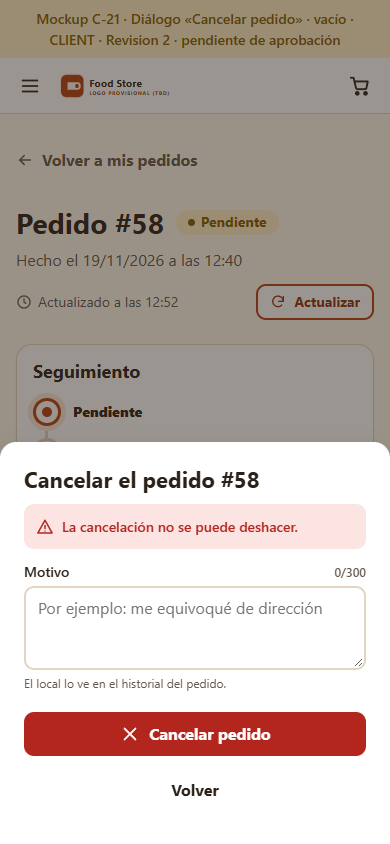 Mockup C-21 · Diálogo «Cancelar pedido» · vacío ·
CLIENT · Revision 2 · pendiente de aprobación
Food Store
LOGO PROVISIONAL (TBD)
Volver a mis pedidos
Pedido #58
Pendiente
Hecho el 19/11/2026 a las 12:40
Actualizado a las 12:52
Actualizar
Seguimiento
Pendiente
Cancelar el pedido #58
La cancelación no se puede deshacer.
Motivo
0/300
Por ejemplo: me equivoqué de dirección
El local lo ve en el historial del pedido.
Cancelar pedido
Volver